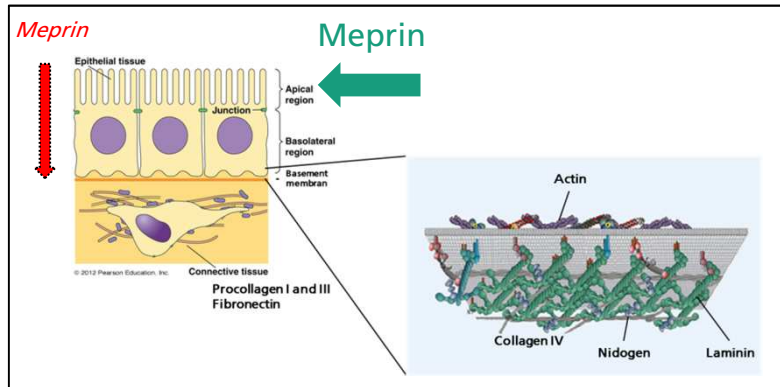 Meprin
Meprin
Epithelial tissue
Apical
region
Junction
Basolateral
region
Basement
membran
© 2012 Pearson Education, Inc.
Connective tissue
Procollagen I and III
Fibronectin
Actin
Collagen IV
Nidogen
Laminin